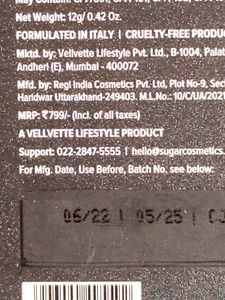 Net Weight: 12g/ 0.42 Oz.
FORMULATED IN ITALY | CRUELTY-FREE PRODU
Mktd. by: Vellvette Lifestyle Pvt. Ltd., B-1004, Palat
Andheri (E), Mumbai - 400072
Mfd. by: Regi India Cosmetics Pvt Ltd, Plot No-9, Sec
Haridwar Uttarakhand-249403. M.L.No.: 10/C/UA/2021
MRP: ₹799/- (Incl. of all taxes)
A VELLVETTE LIFESTYLE PRODUCT
Support: 022-2847-5555 | hello@sugarcosmetics.
For Mfg. Date, Use Before, Batch No. see below:
06/22 | 05/25 |